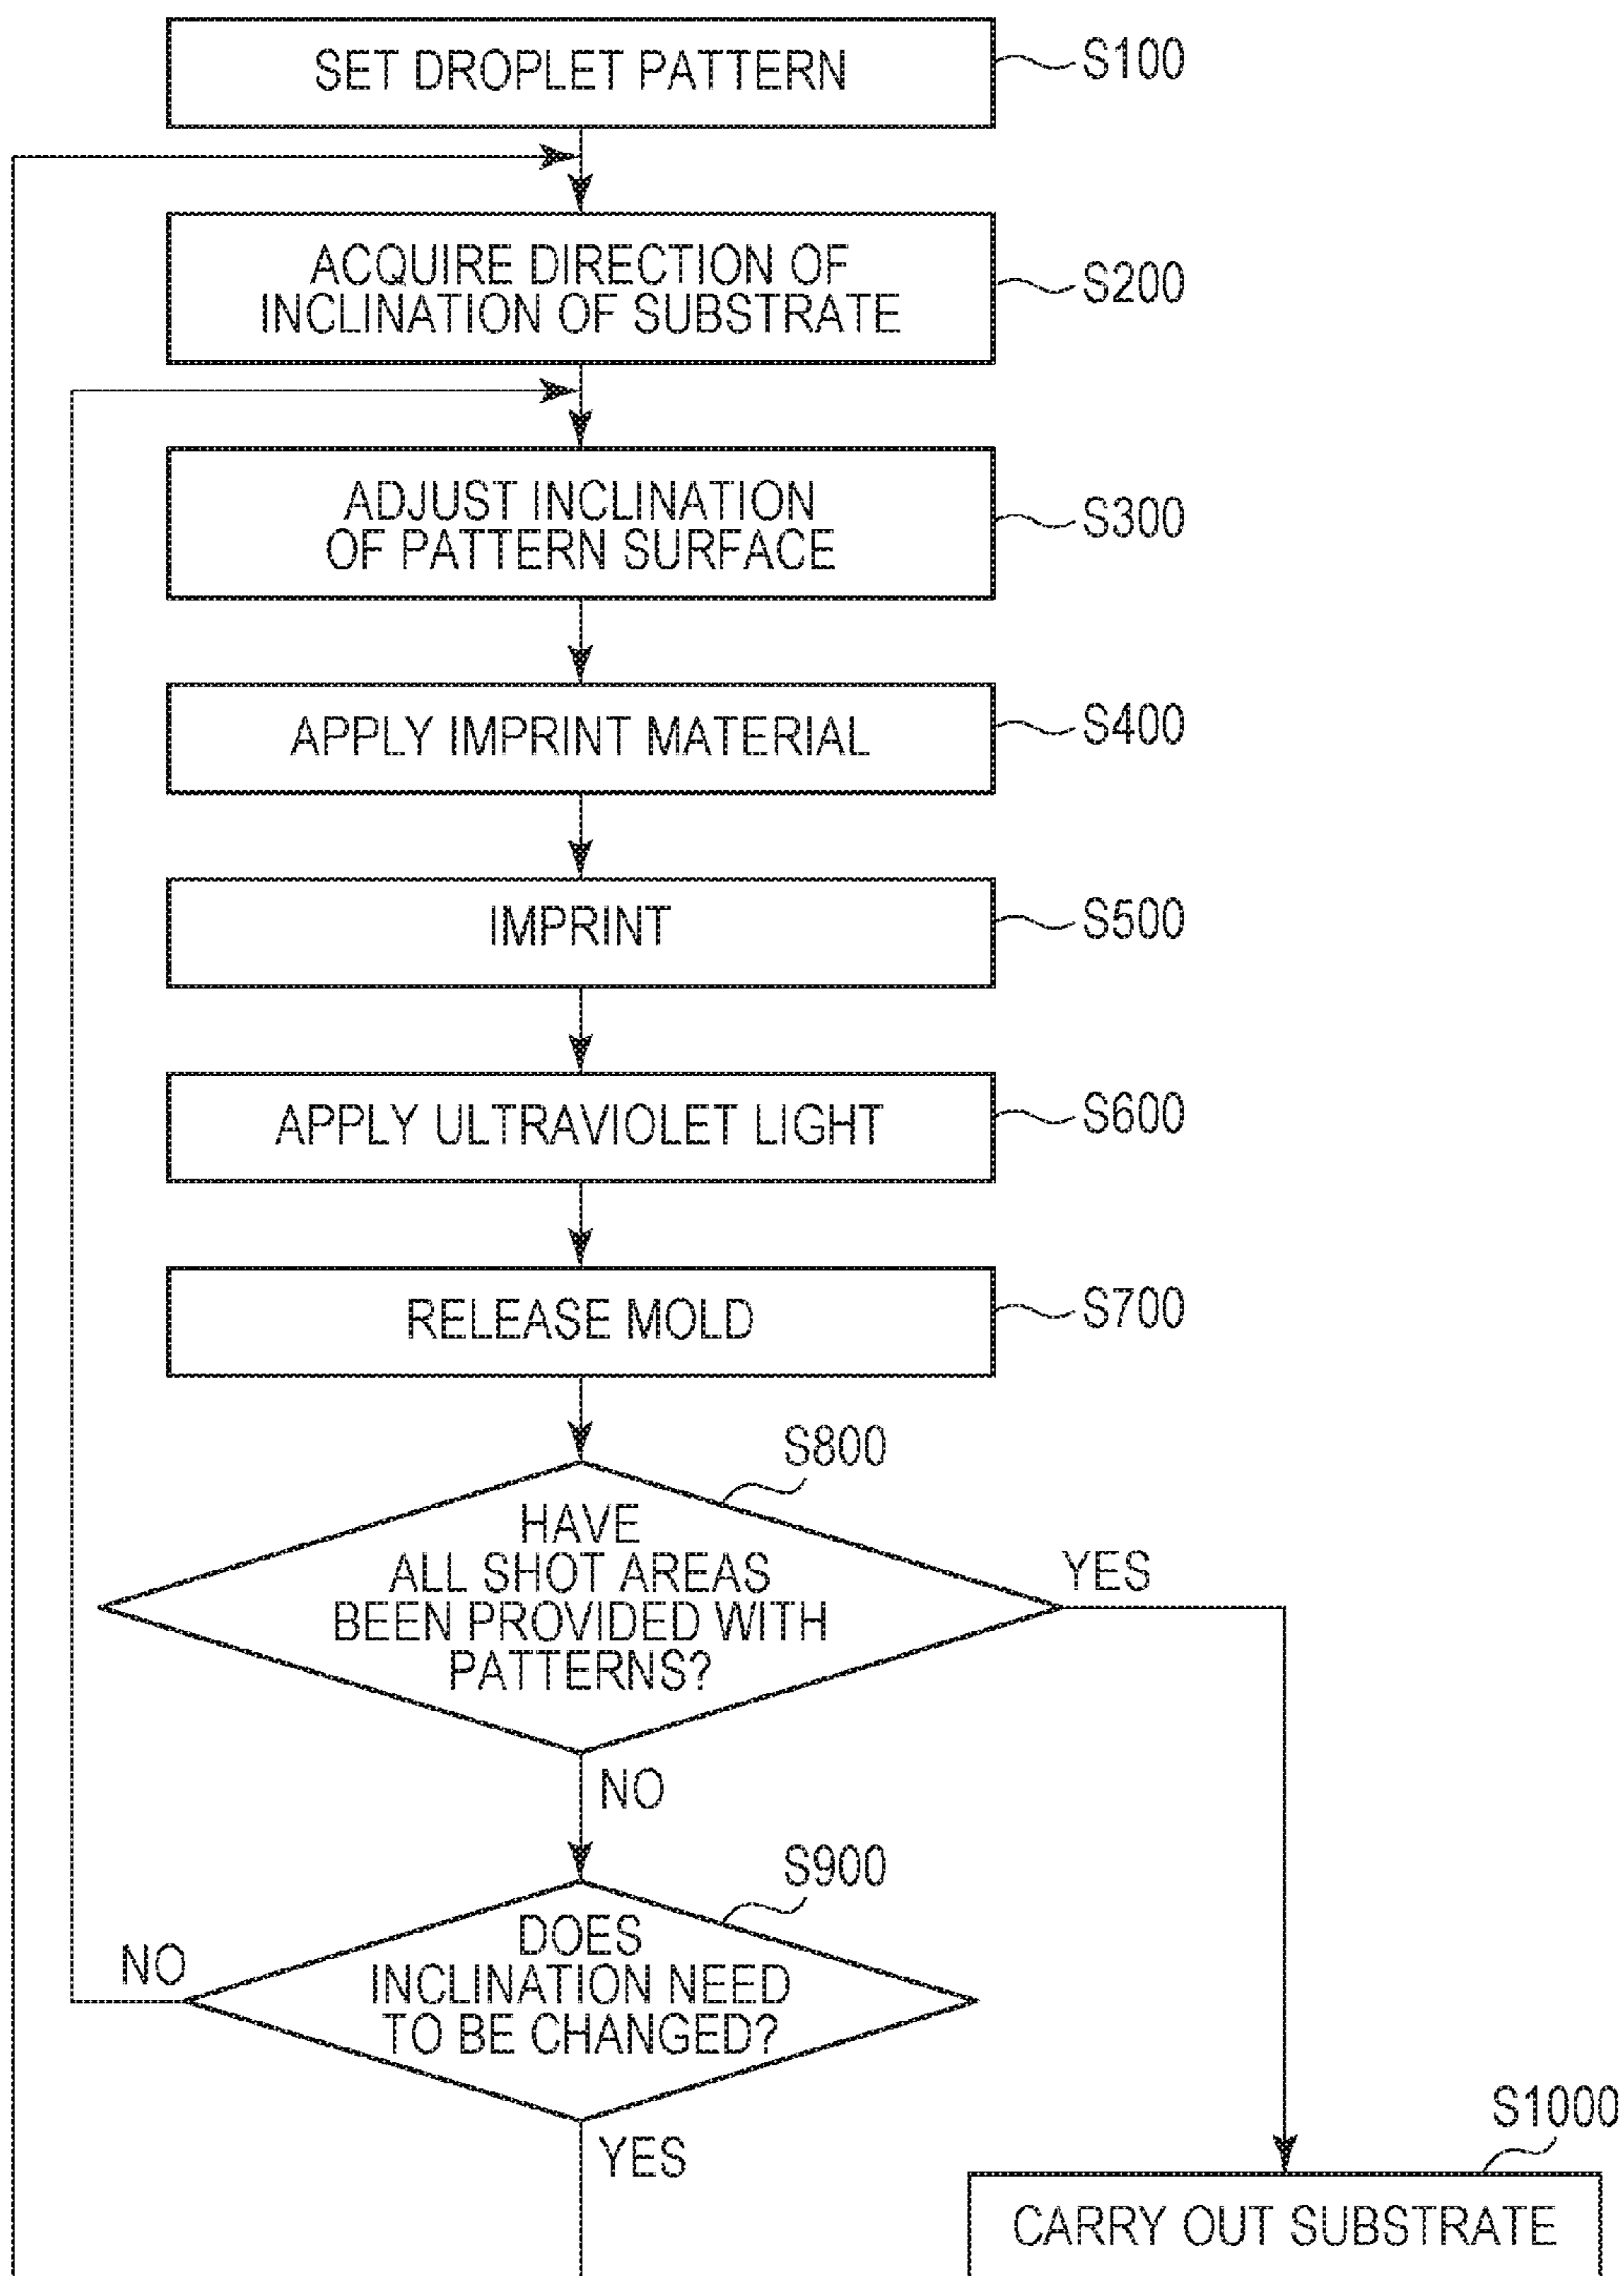 SET DROPLET PATTERN
S100
ACQUIRE DIRECTION OF
INCLINATION OF SUBSTRATE
S200
ADJUST INCLINATION
OF PATTERN SURFACE
S300
APPLY IMPRINT MATERIAL
S400
IMPRINT
S500
APPLY ULTRAVIOLET LIGHT
S600
RELEASE MOLD
S700
S800
HAVE
ALL SHOT AREAS
BEEN PROVIDED WITH
PATTERNS?
YES
NO
S900
DOES
INCLINATION NEED
TO BE CHANGED?
NO
YES
S1000
CARRY OUT SUBSTRATE